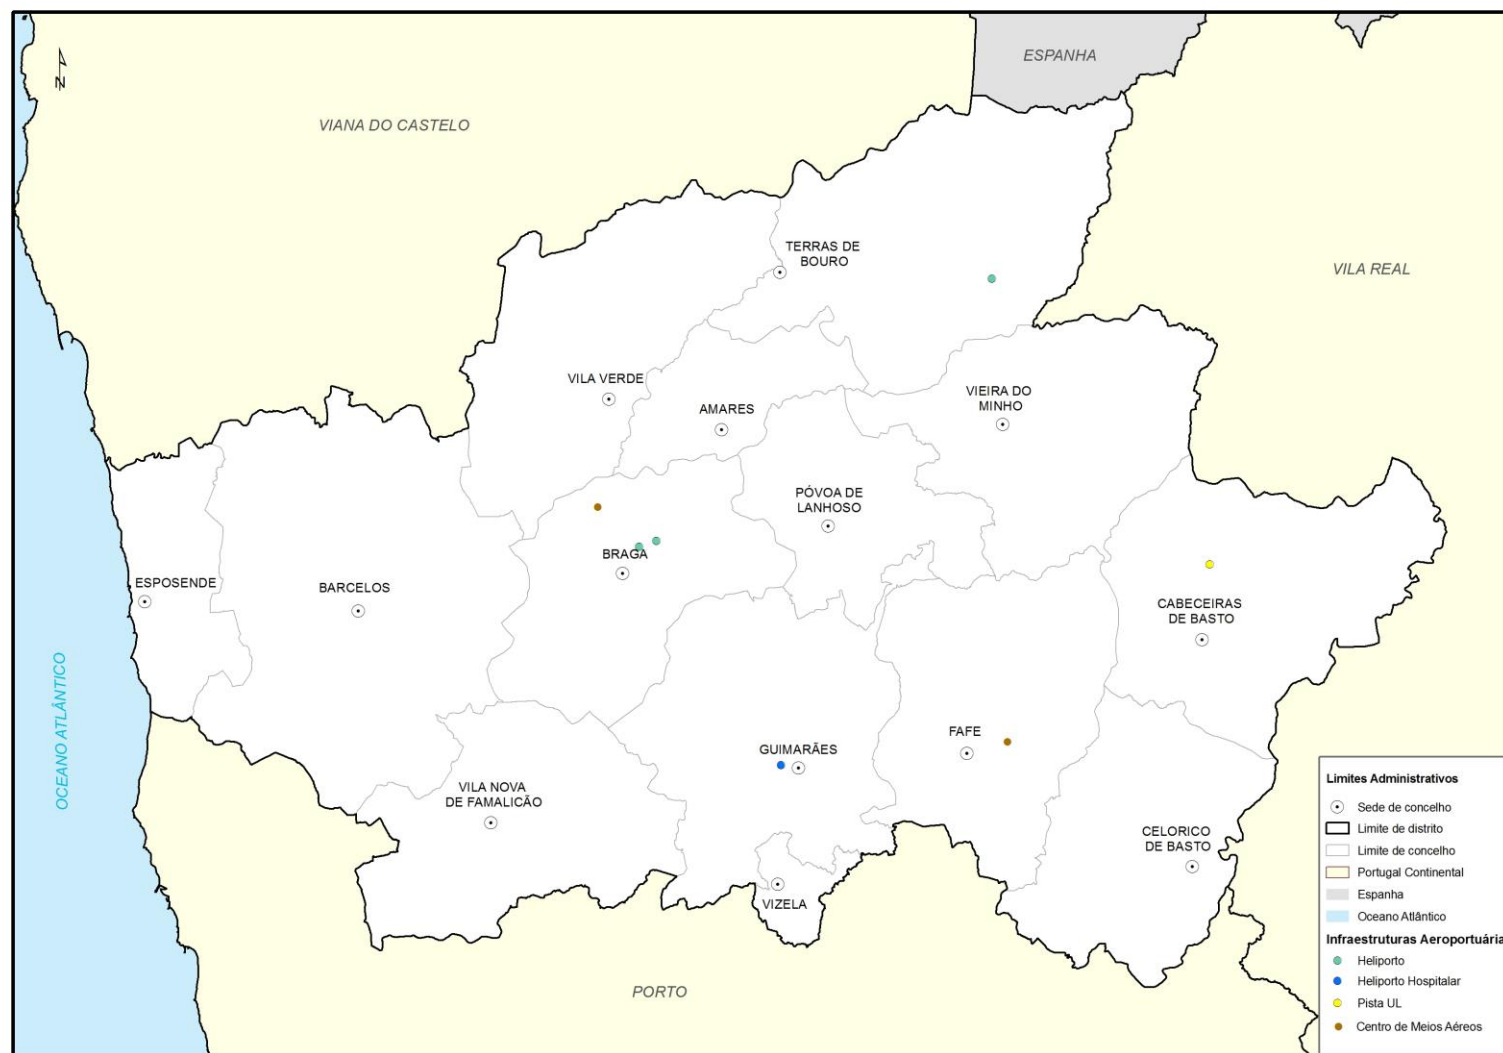 N
ESPANHA
VIANA DO CASTELO
TERRAS DE
BOURO
VILA REAL
VILA VERDE
AMARES
VIEIRA DO
MINHO
PÓVOA DE
LANHOSO
BRAGA
ESPOSENDE
BARCELOS
CABECEIRAS
DE BASTO
OCEANO ATLÂNTICO
FAFE
GUIMARÃES
VILA NOVA
DE FAMALICÃO
CELORICO
DE BASTO
VIZELA
PORTO
Limites Administrativos
Sede de concelho
Limite de distrito
Limite de concelho
Portugal Continental
Espanha
Oceano Atlântico
Infraestruturas Aeroportuária
Heliporto
Heliporto Hospitalar
Pista UL
Centro de Meios Aéreos